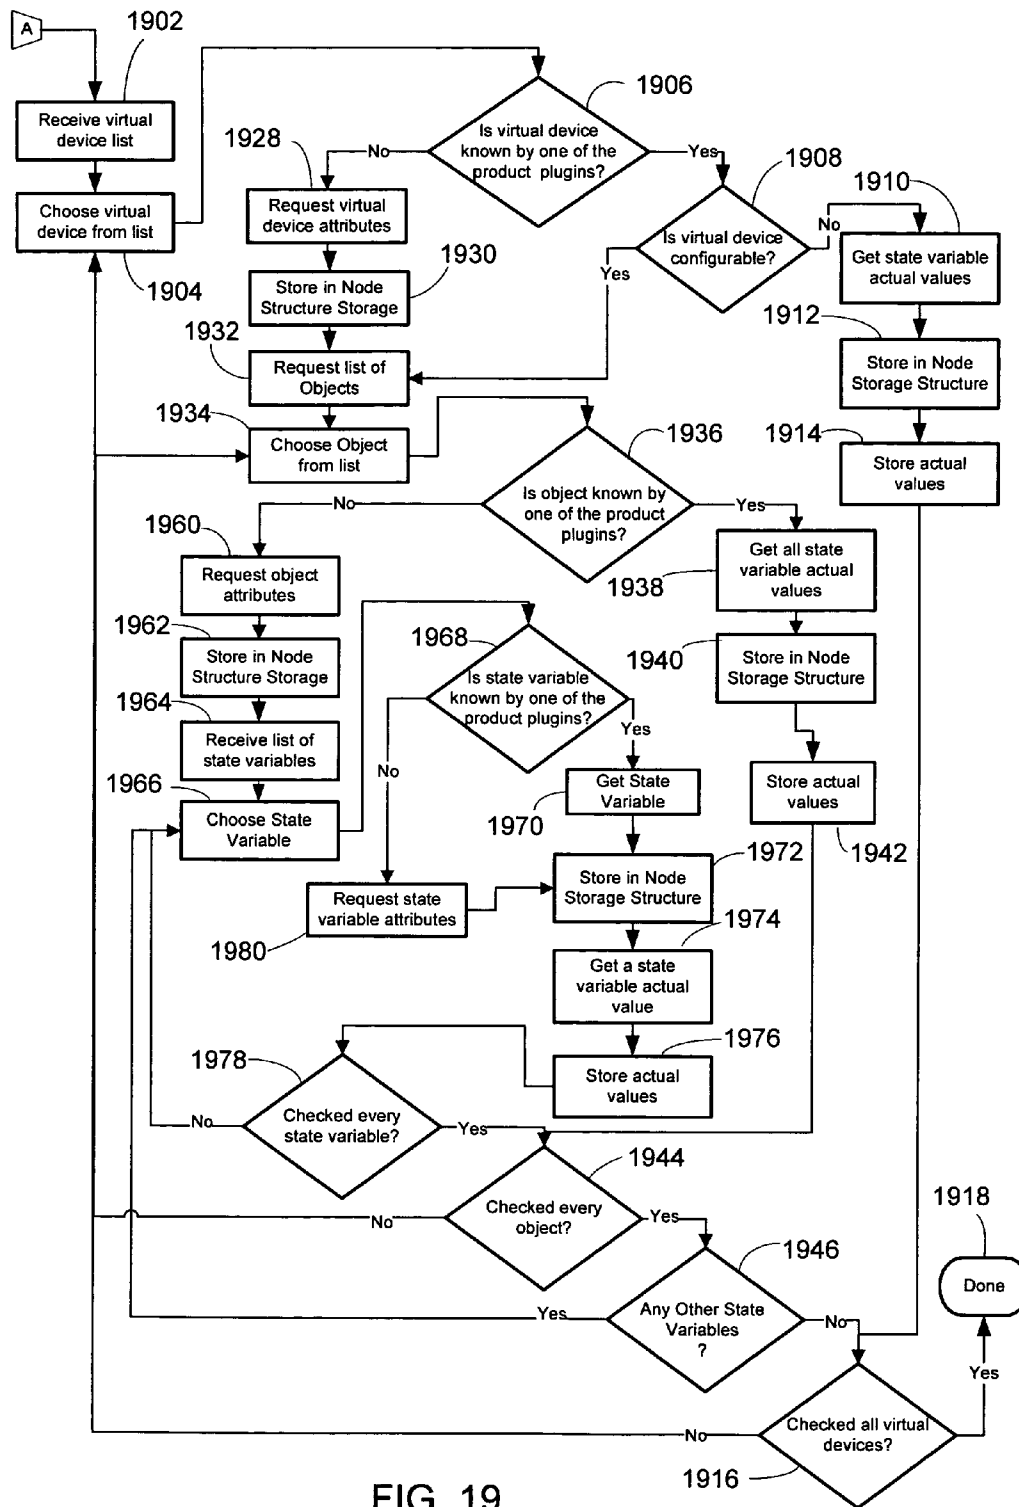 A
1902
Receive virtual
device list
Choose virtual
device from list
1904
1906
Is virtual device
known by one of the
product plugins?
No
Yes
1928
Request virtual
device attributes
1930
Store in Node
Structure Storage
1932
Request list of
Objects
1934
Choose Object
from list
1908
Is virtual device
configurable?
Yes
No
1910
Get state variable
actual values
1912
Store in Node
Storage Structure
1914
Store actual
values
1936
Is object known by
one of the product
plugins?
No
Yes
1938
Get all state
variable actual
values
1940
Store in Node
Storage Structure
Store actual
values
1942
1960
Request object
attributes
1962
Store in Node
Structure Storage
1964
Receive list of
state variables
1966
Choose State
Variable
1968
Is state variable
known by one of the
product plugins?
No
Yes
Get State
Variable
1970
1972
Store in Node
Storage Structure
Request state
variable attributes
1980
1974
Get a state
variable actual
value
1976
Store actual
values
1978
Checked every
state variable?
No
Yes
1944
Checked every
object?
No
Yes
1946
Any Other State
Variables
?
Yes
No
1918
Done
Yes
Checked all virtual
devices?
No
1916
FIG. 19